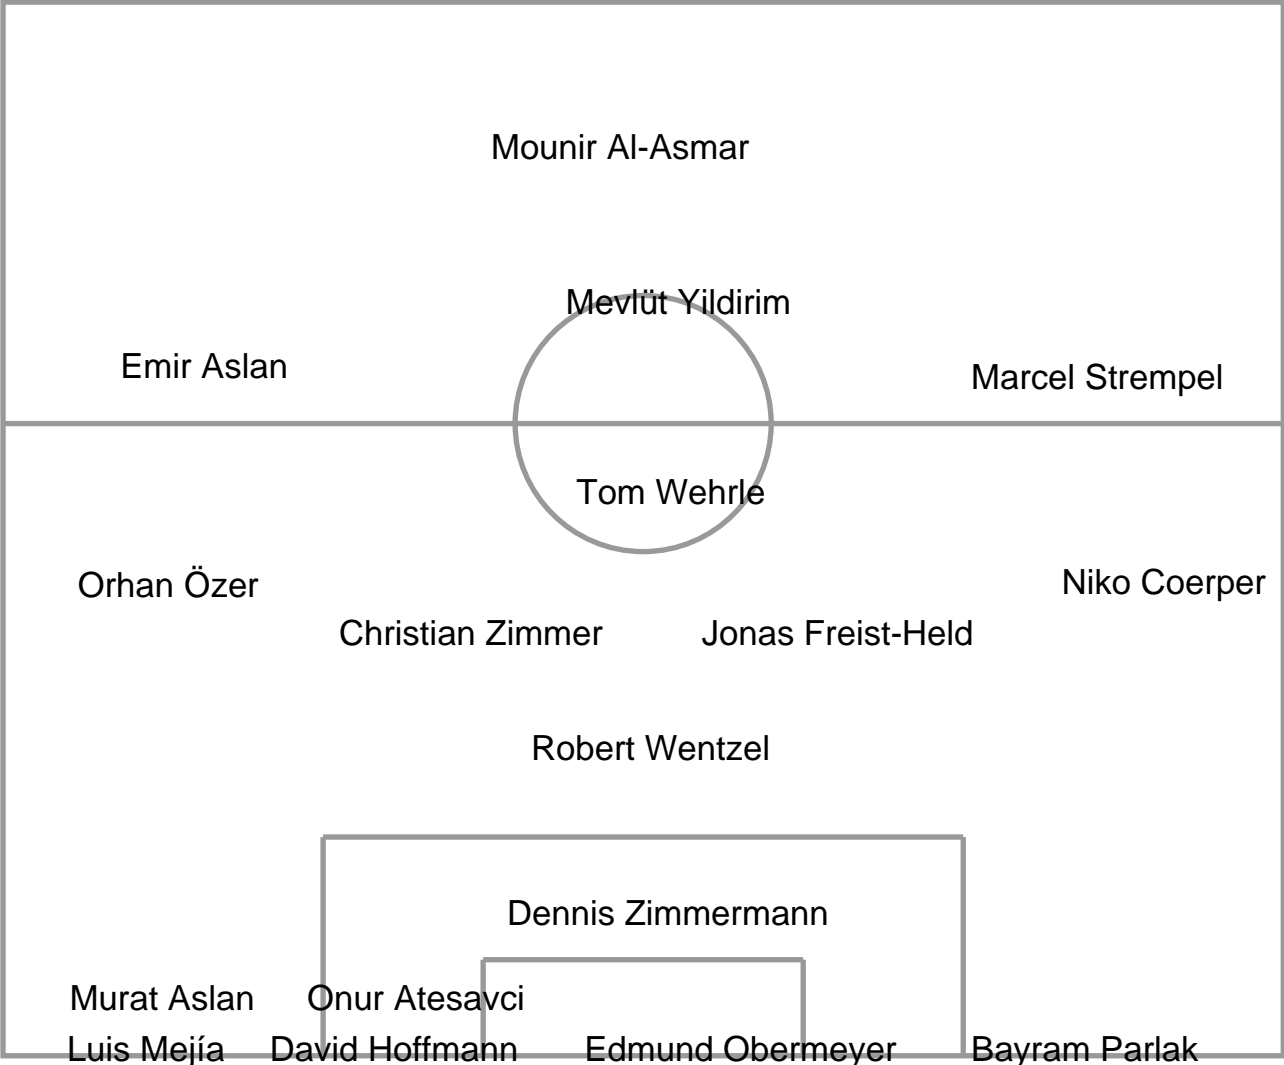 Mounir Al-Asmar
Mevlüt Yildirim
Emir Aslan
Marcel Strempel
Tom Wehrle
Orhan Özer
Niko Coerper
Christian Zimmer
Jonas Freist-Held
Robert Wentzel
Dennis Zimmermann
Murat Aslan
Onur Atesavci
Luis Mejía
David Hoffmann
Edmund Obermeyer
Bayram Parlak